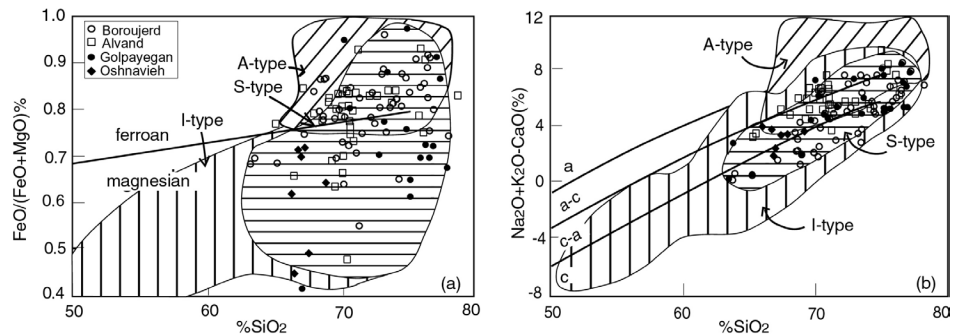 1.0
0.9
0.8
0.7
0.6
0.5
0.4
FeO/(FeO+MgO)%
Boroujerd
Alvand
Golpayegan
Oshnavieh
A-type
S-type
I-type
ferroan
magnesian
(a)
50
60
70
80
%SiO2
12
8
4
0
-4
-8
Na2O+K2O-CaO(%)
A-type
S-type
I-type
a
a-c
c-a
c
(b)
50
60
70
80
%SiO2